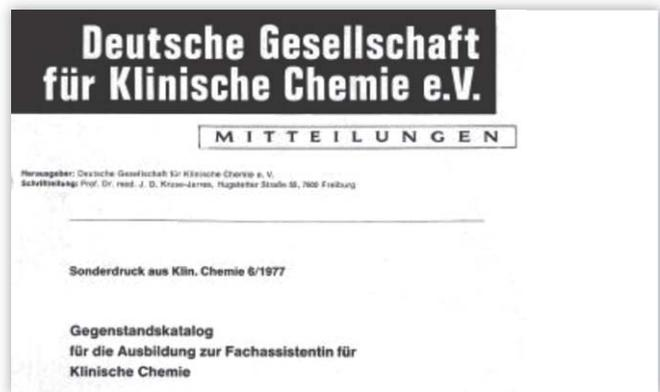 Deutsche Gesellschaft
für Klinische Chemie e.V.
MITTEILUNGEN
Herausgeber: Deutsche Gesellschaft für Klinische Chemie e. V.
Schriftleitung: Prof. Dr. med. J. D. Kruse-Jarres, Hugstetter Straße 55, 7800 Freiburg
Sonderdruck aus Klin. Chemie 6/1977
Gegenstandskatalog
für die Ausbildung zur Fachassistentin für
Klinische Chemie